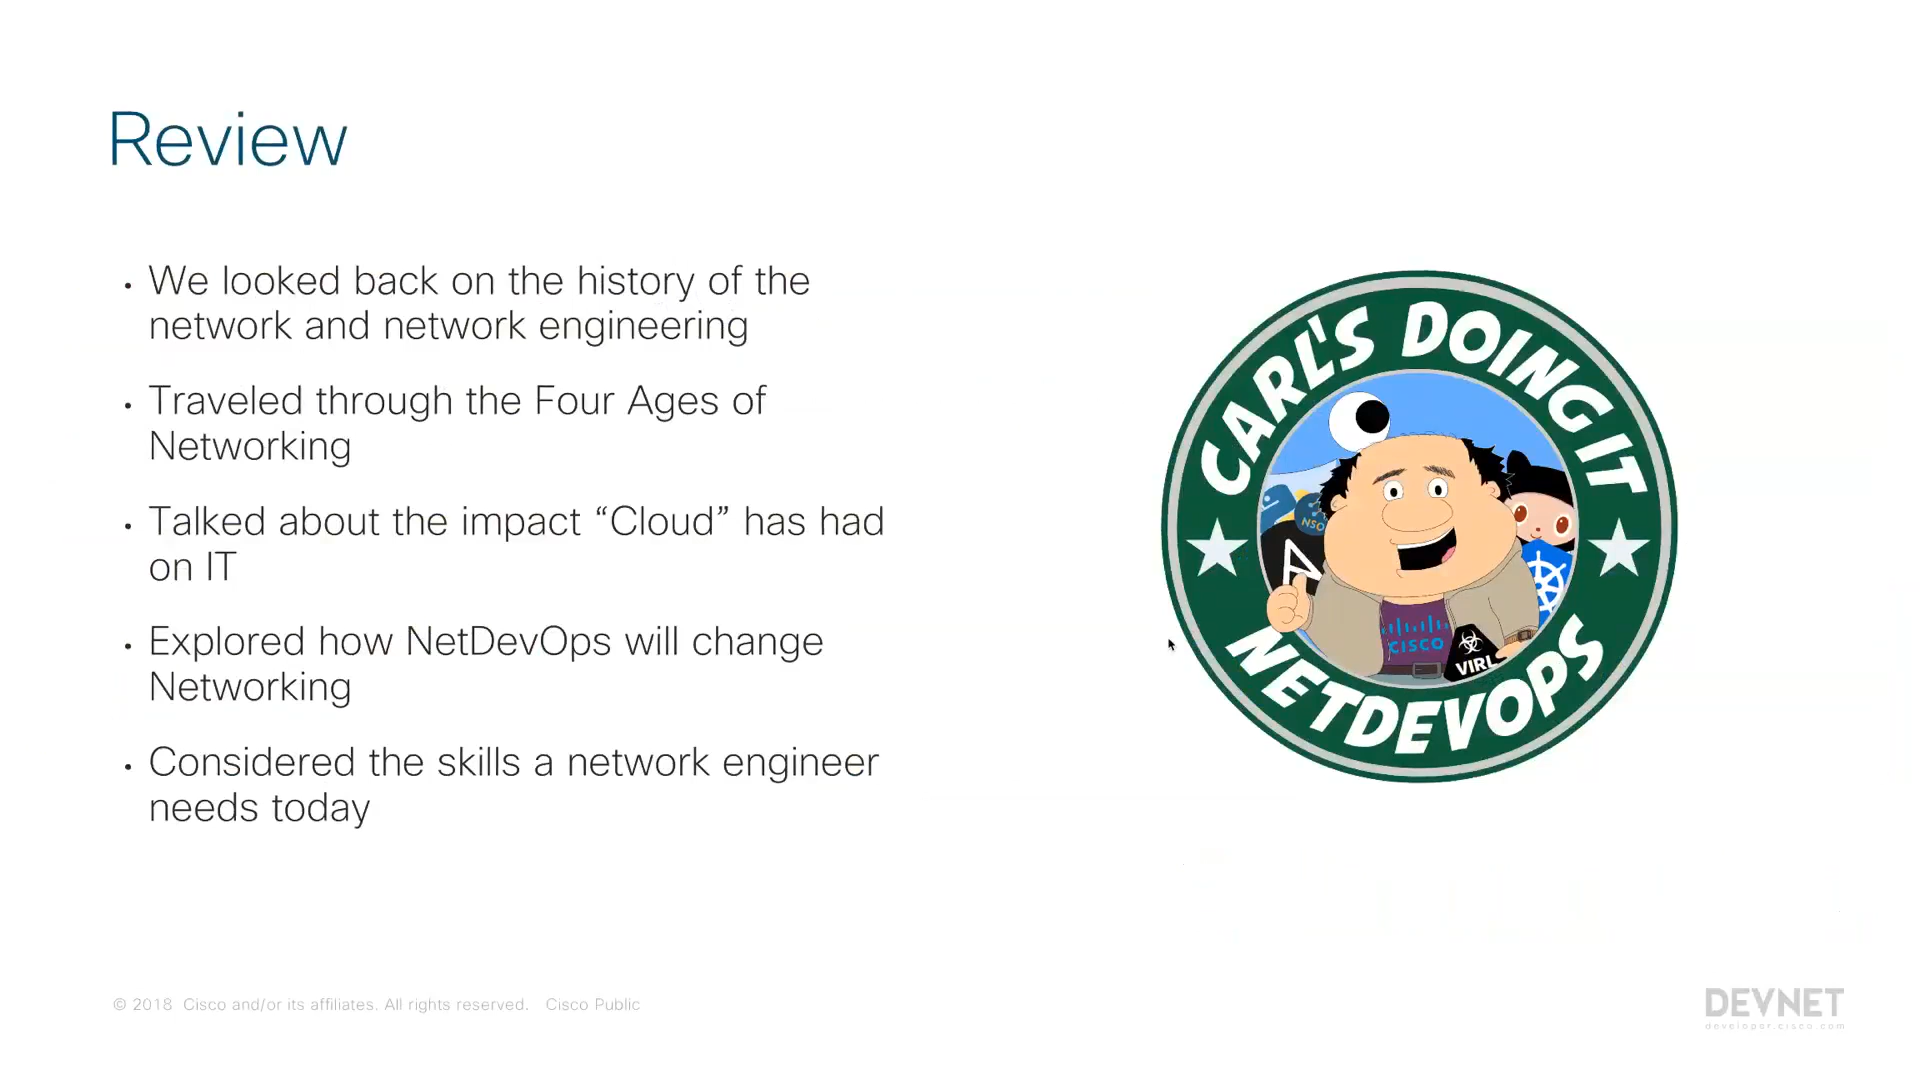 Review
• We looked back on the history of the
network and network engineering
• Traveled through the Four Ages of
Networking
• Talked about the impact “Cloud” has had
on IT
• Explored how NetDevOps will change
Networking
• Considered the skills a network engineer
needs today
CARL'S DOING IT
NSO
CISCO
VIRL
NETDEVOPS
© 2018 Cisco and/or its affiliates. All rights reserved. Cisco Public
DEVNET
developer.cisco.com